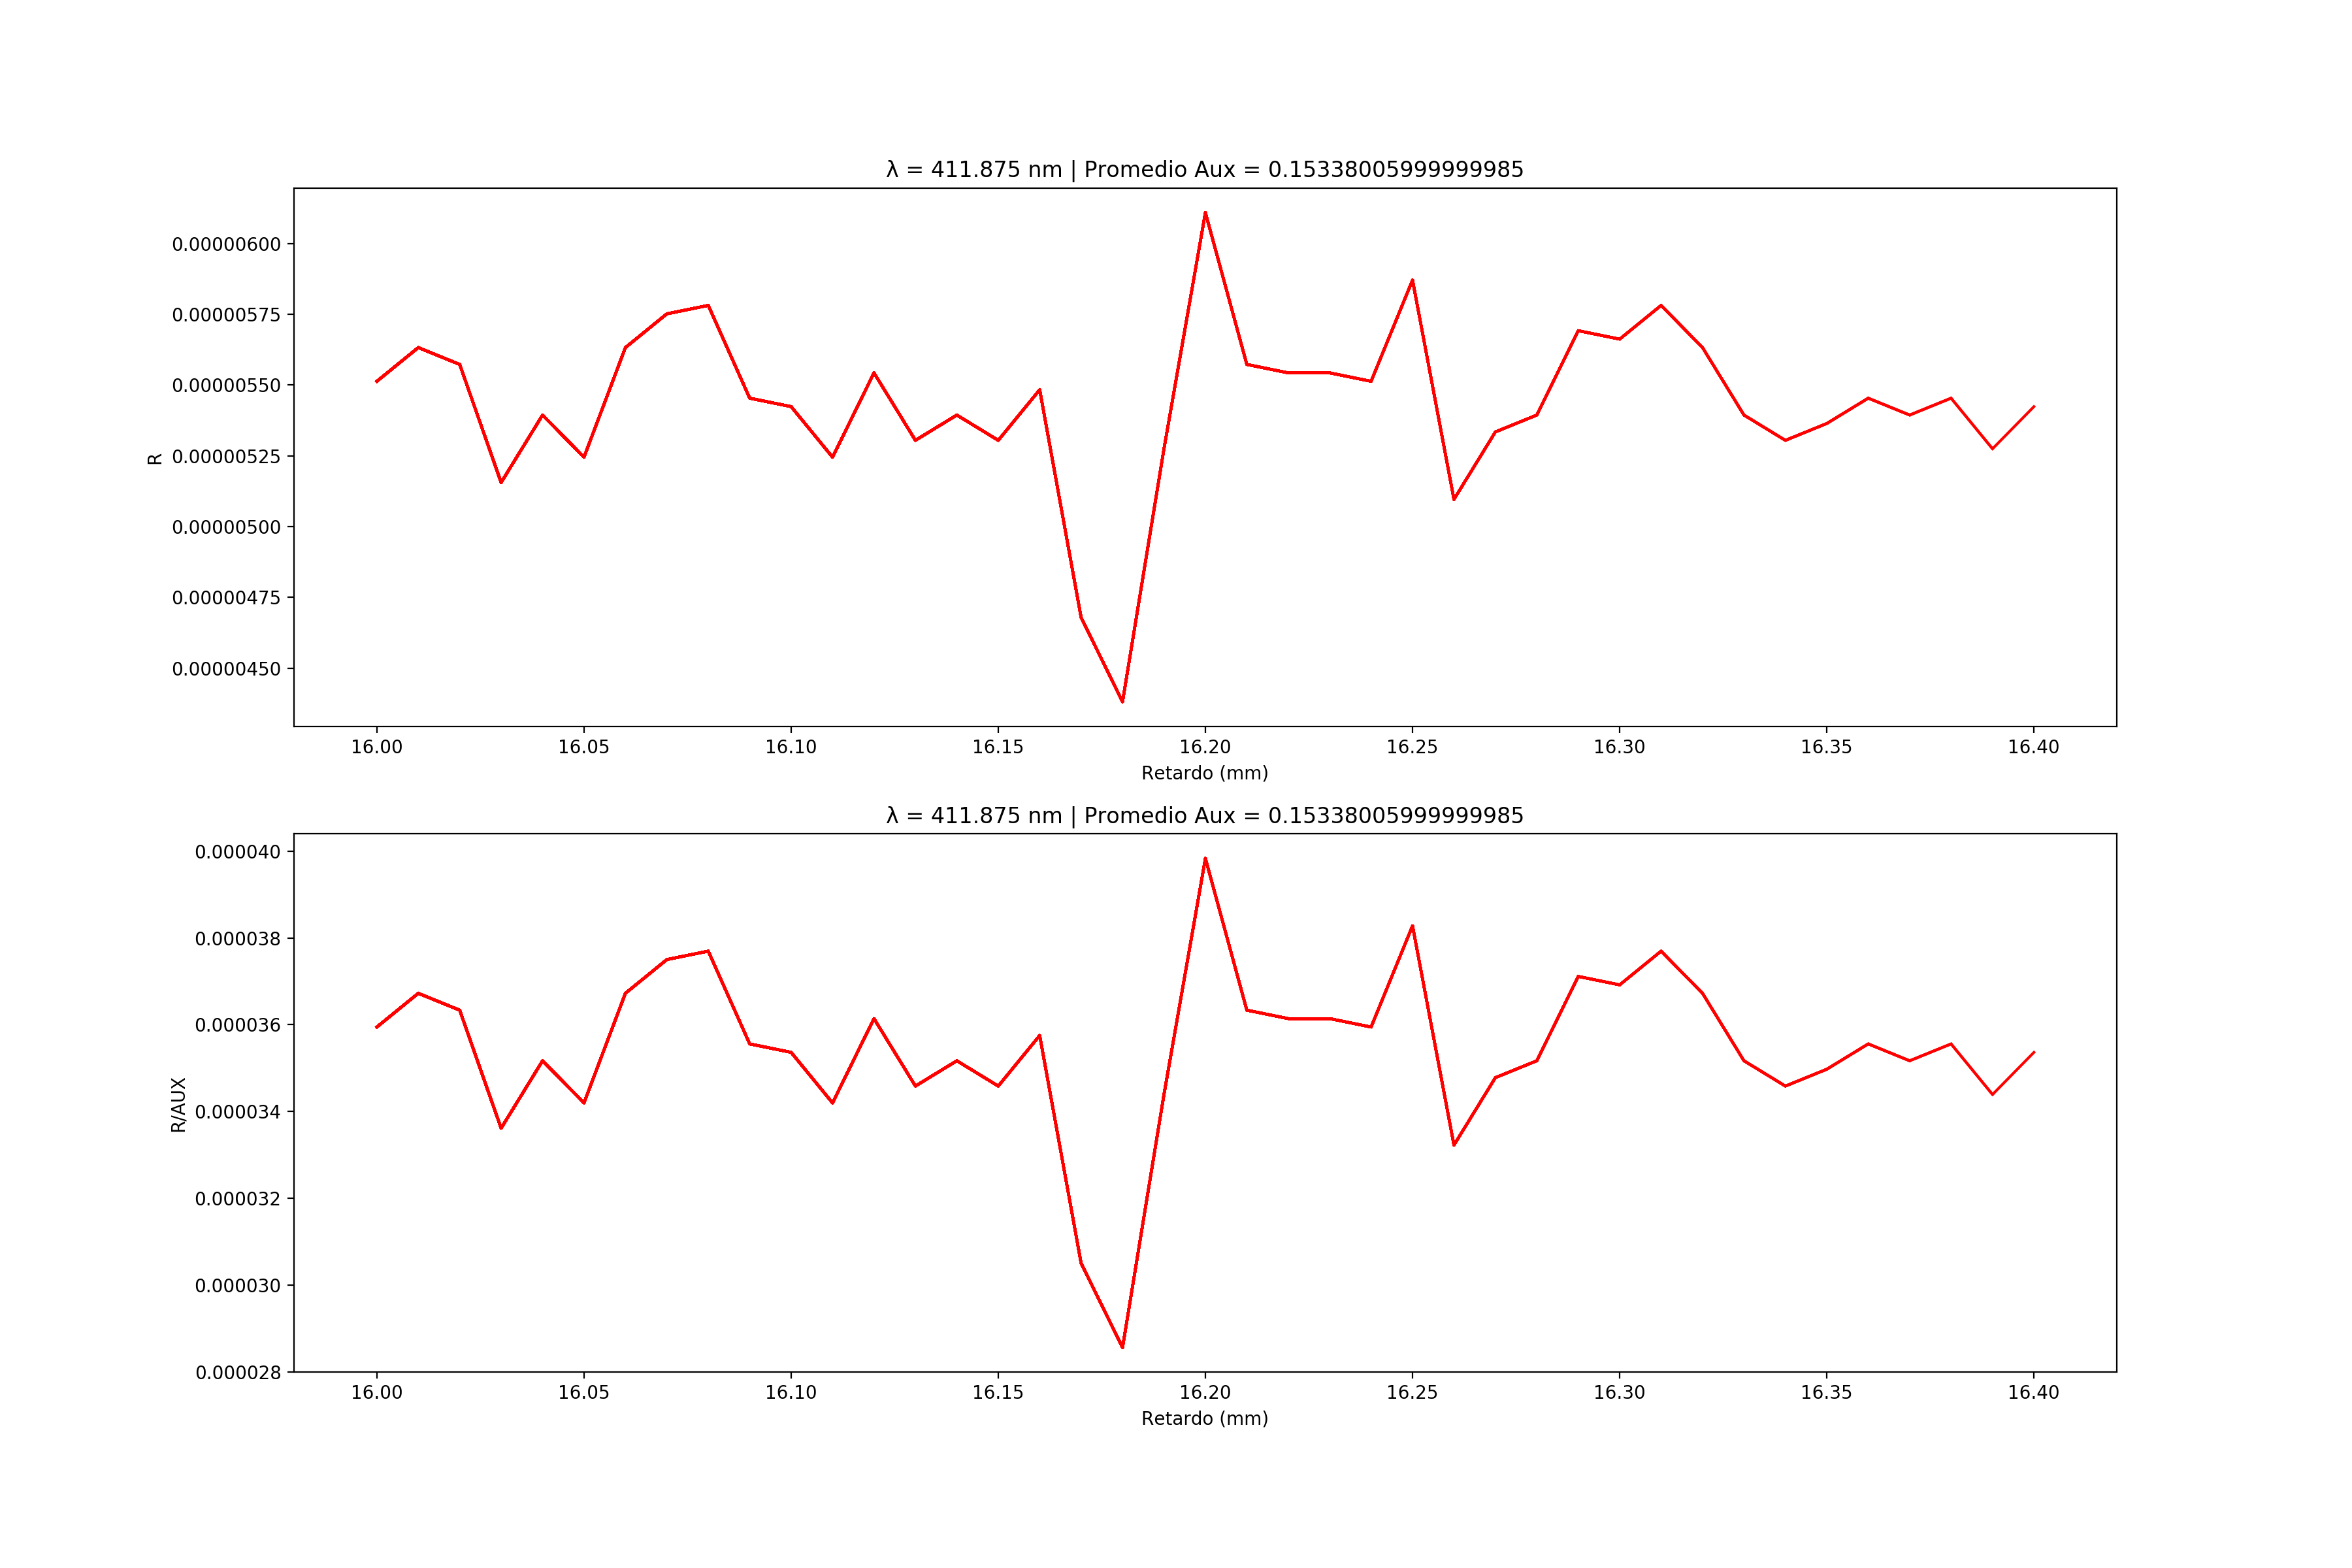 λ = 411.875 nm | Promedio Aux = 0.15338005999999985
0.00000600
0.00000575
0.00000550
0.00000525
0.00000500
0.00000475
0.00000450
R
16.00 16.05 16.10 16.15 16.20 16.25 16.30 16.35 16.40
Retardo (mm)
λ = 411.875 nm | Promedio Aux = 0.15338005999999985
0.000040
0.000038
0.000036
0.000034
0.000032
0.000030
0.000028
R/AUX
16.00 16.05 16.10 16.15 16.20 16.25 16.30 16.35 16.40
Retardo (mm)